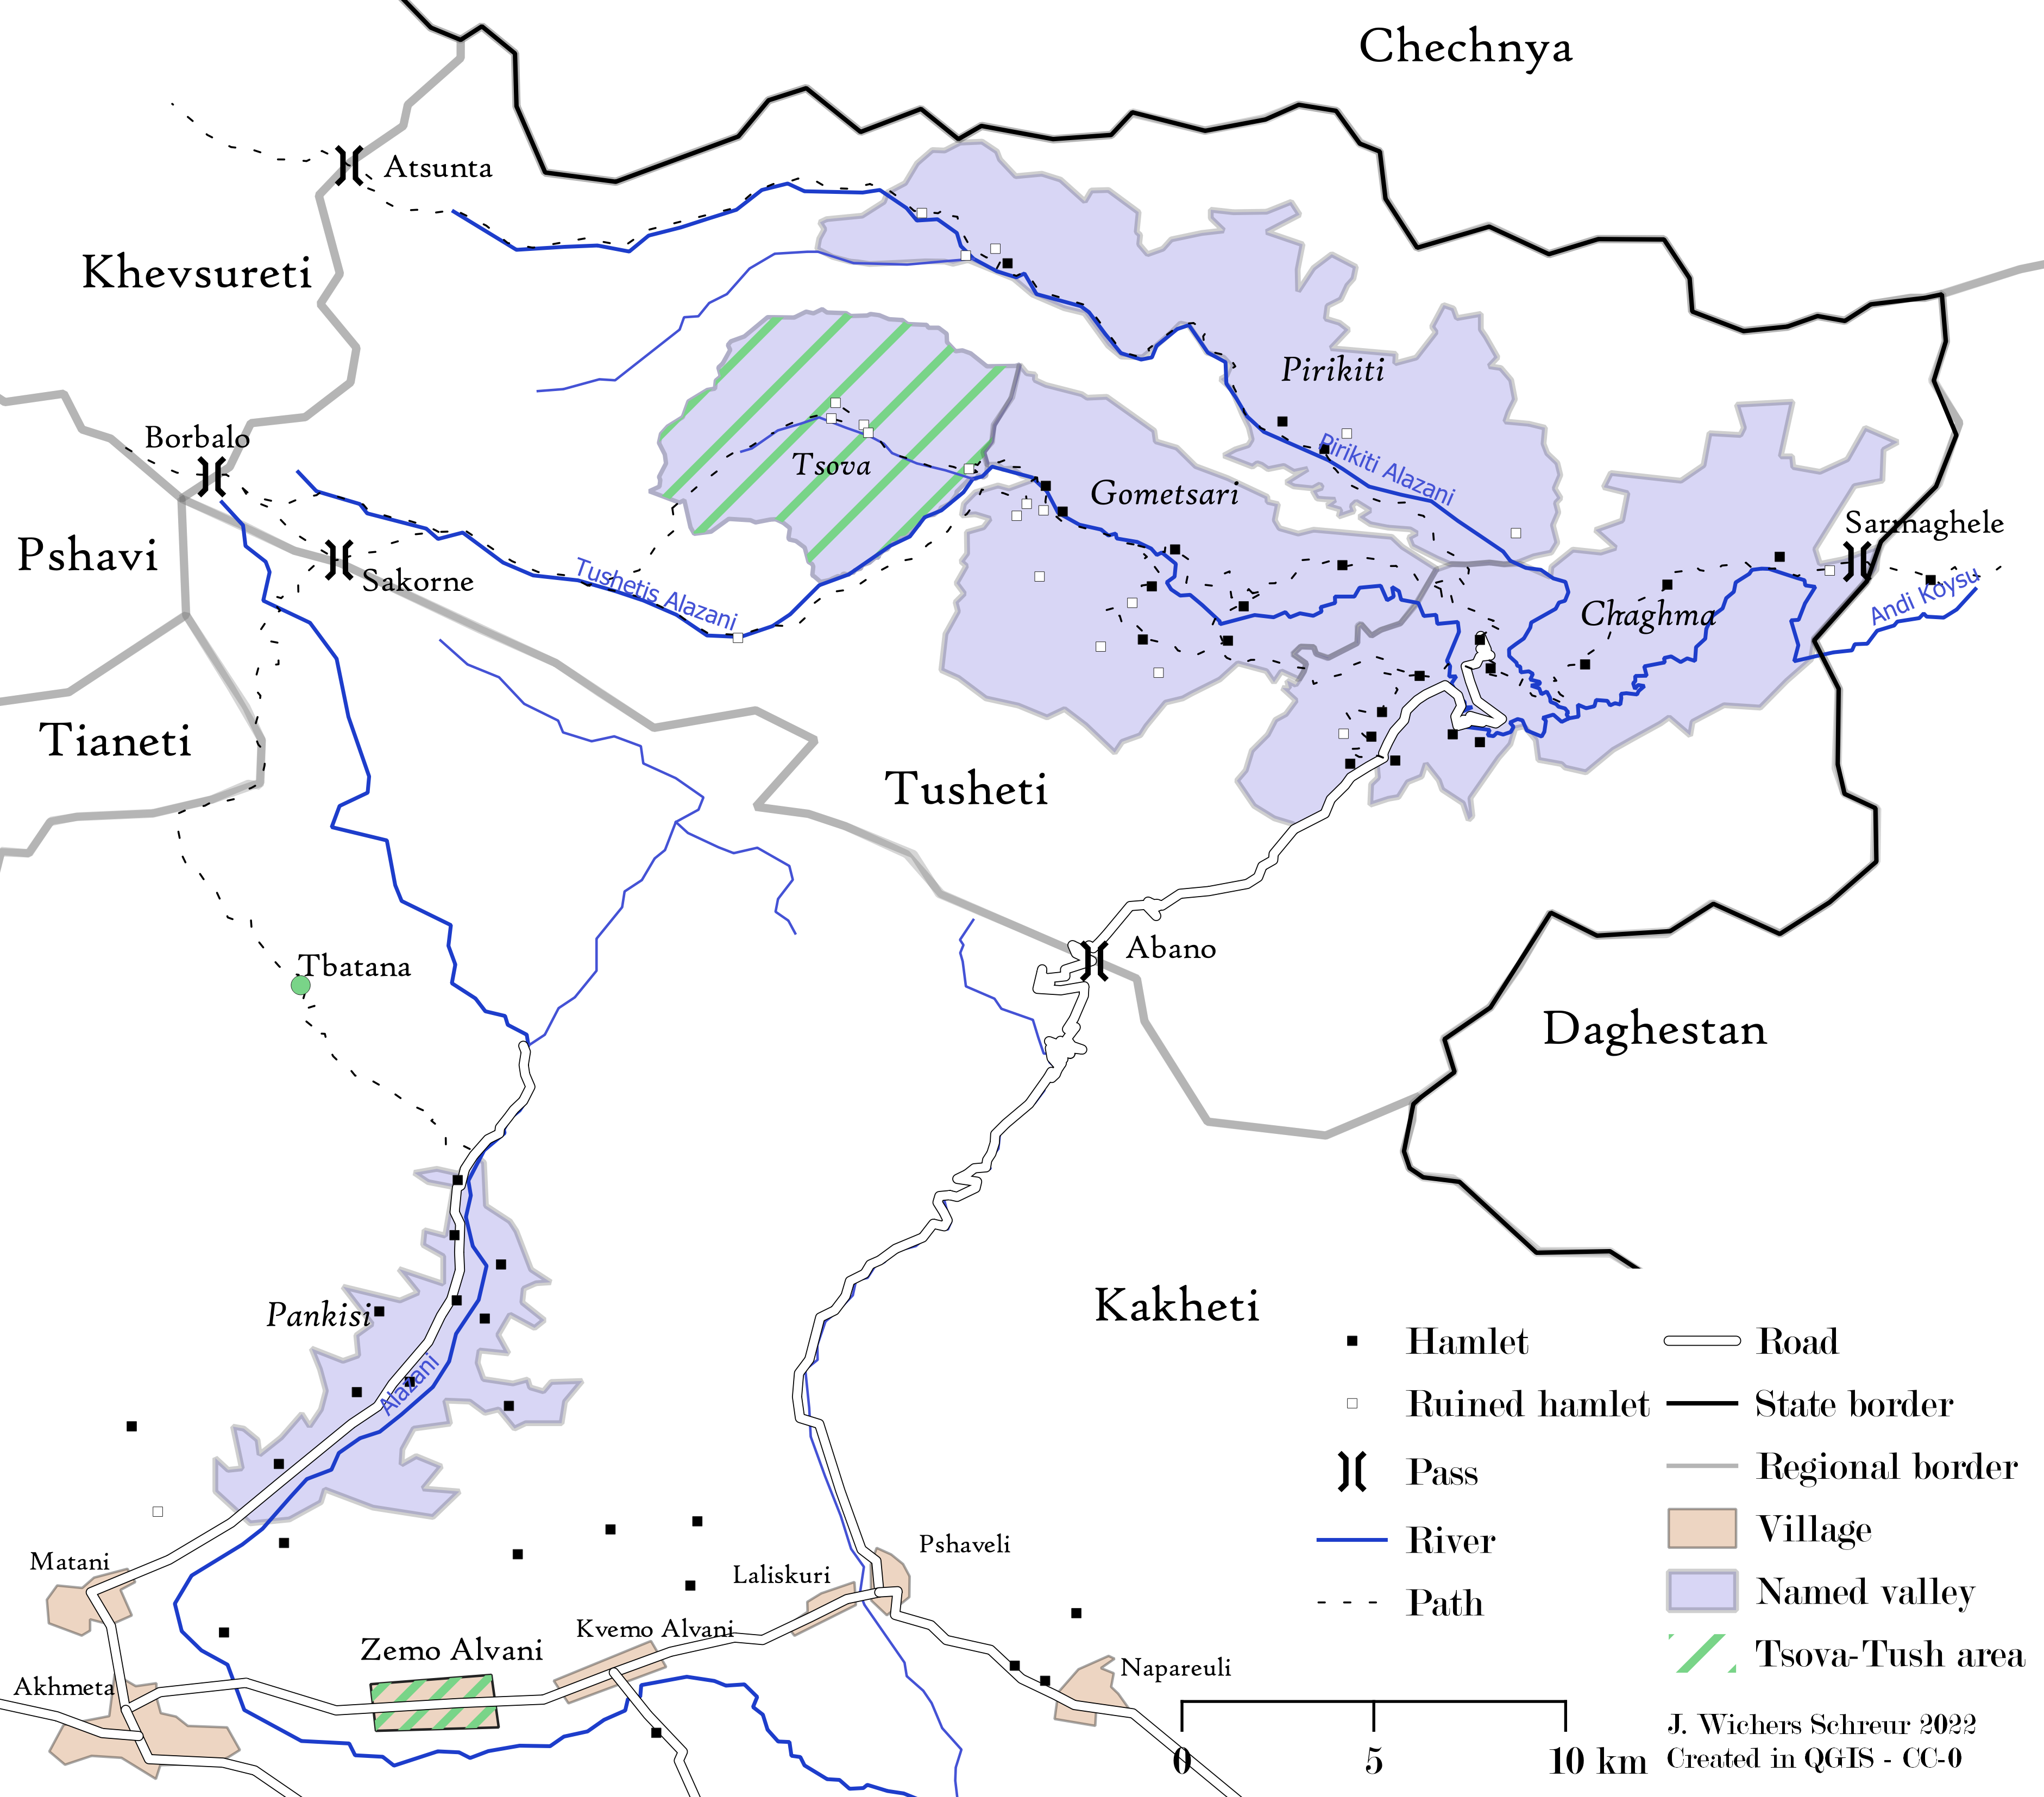 Chechnya
Atsunta
Khevsureti
Pirikiti
Borbalo
Tsova
Pirikiti Alazani
Gometsari
Sarmaghele
Pshavi
Sakorne
Tushetis Alazani
Chaghma
Andi Koysu
Tianeti
Tusheti
Abano
Tbatana
Daghestan
Kakheti
Pankisi
Alazani
Hamlet
Road
Ruined hamlet
State border
Pass
Regional border
River
Village
Path
Named valley
Tsova-Tush area
Matani
Pshaveli
Laliskuri
Kvemo Alvani
Zemo Alvani
Akhmeta
Napareuli
0 5 10 km
J. Wichers Schreur 2022
Created in QGIS - CC-0